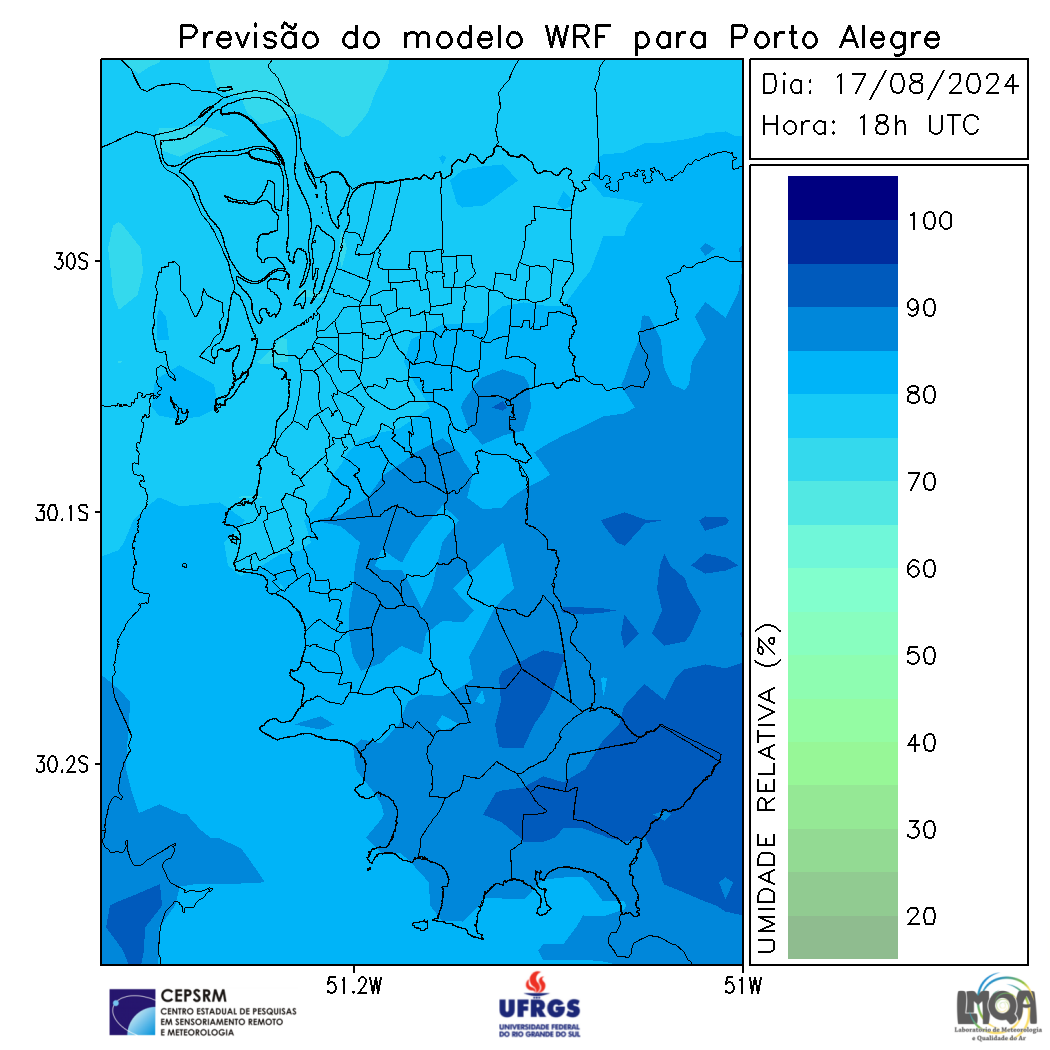 Previsão do modelo WRF para Porto Alegre
Dia: 17/08/2024
Hora: 18h UTC
30S
30.1S
30.2S
51.2W
51W
UMIDADE RELATIVA (%)
100
90
80
70
60
50
40
30
20
CEPSRM
CENTRO ESTADUAL DE PESQUISAS
EM SENSORIAMENTO REMOTO
E METEOROLOGIA
UFRGS
UNIVERSIDADE FEDERAL
DO RIO GRANDE DO SUL
LMQA
Laboratório de Meteorologia
e Qualidade do Ar